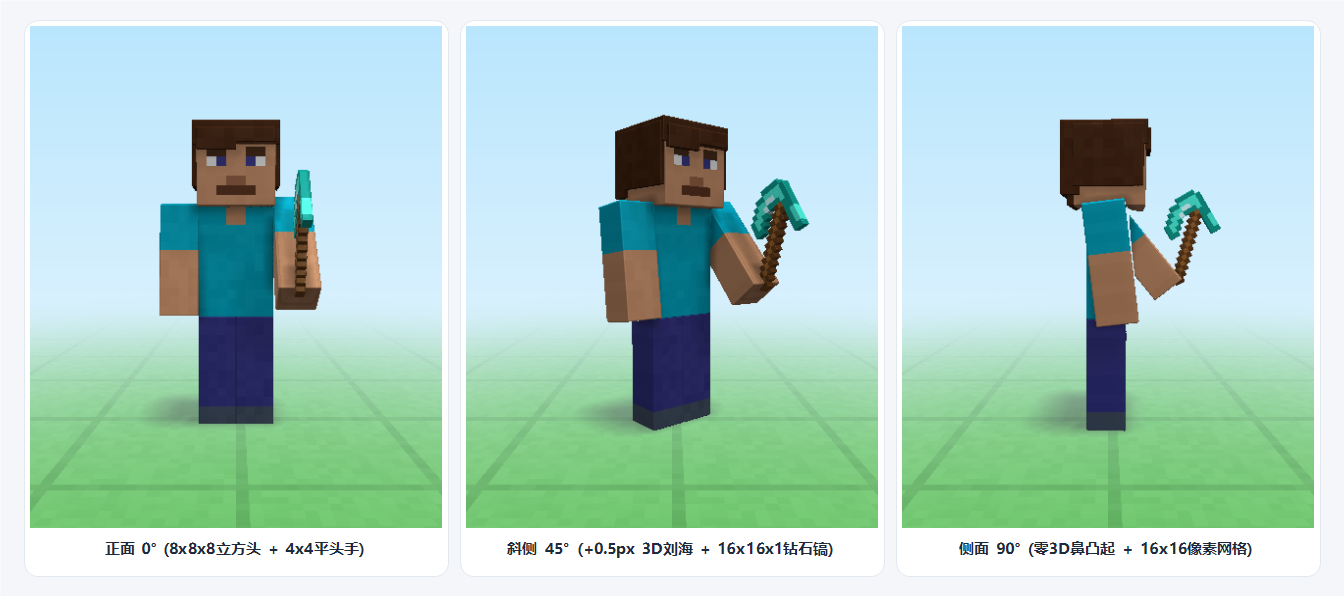 正面 0° (8x8x8立方头 + 4x4平头手)
斜侧 45° (+0.5px 3D刘海 + 16x16x1钻石镐)
侧面 90° (零3D鼻凸起 + 16x16像素网格)